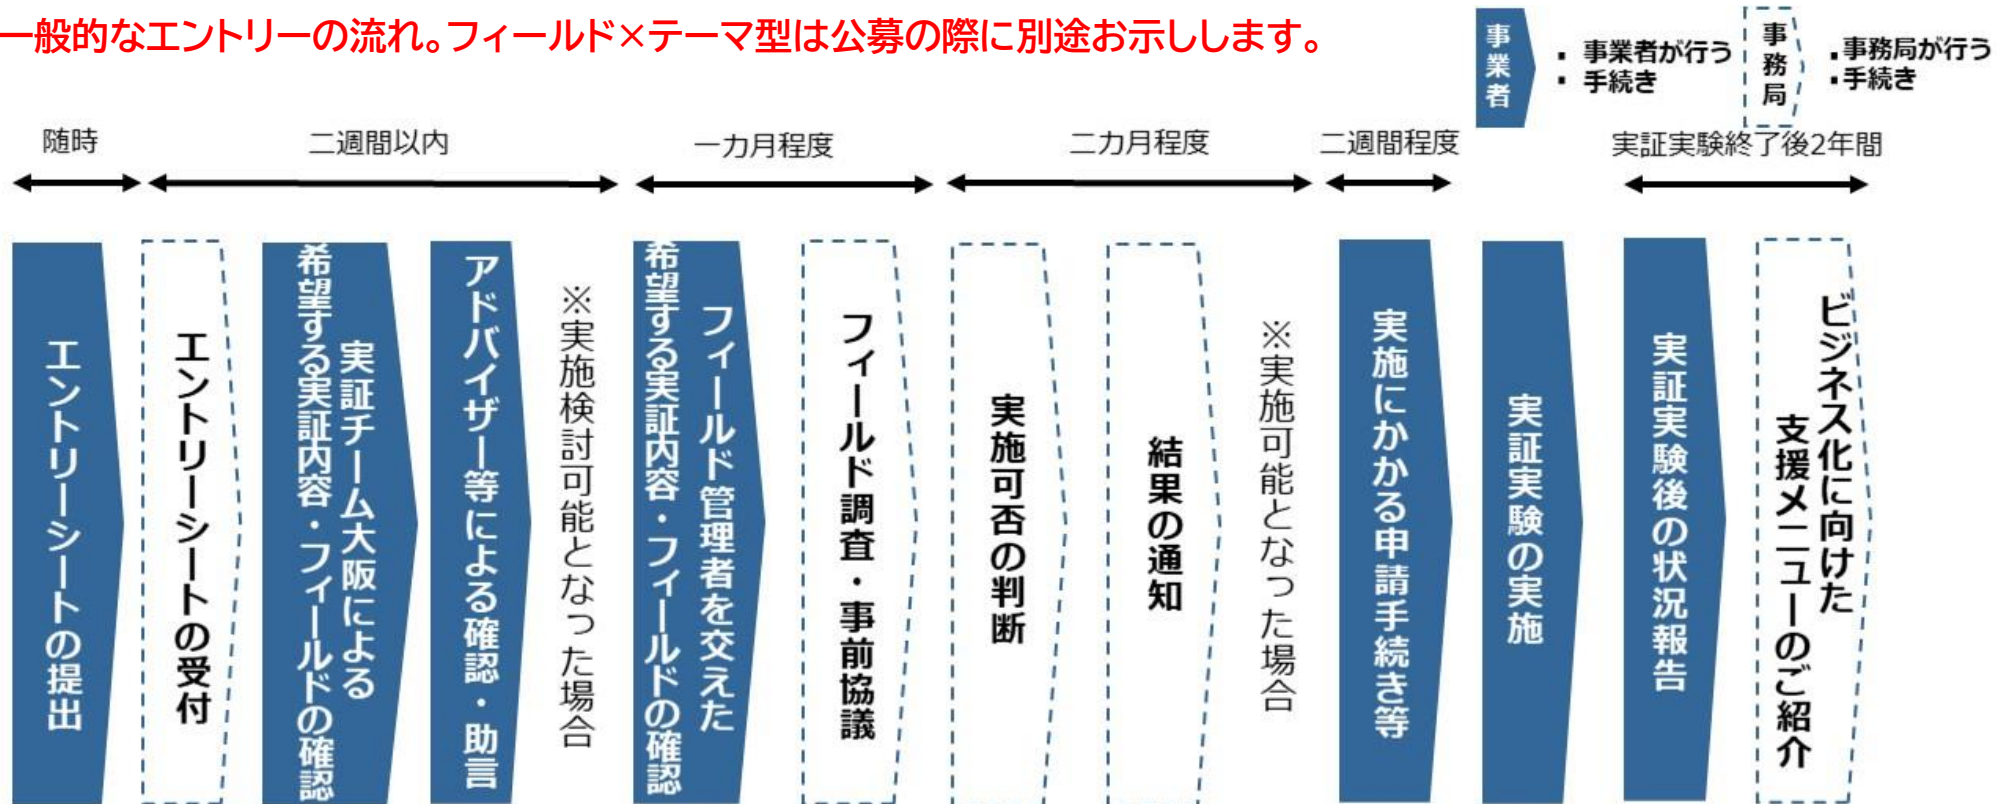 一般的なエントリーの流れ。フィールド×テーマ型は公募の際に別途お示しします。
事業者
▪ 事業者が行う
▪ 手続き
事務局
▪事務局が行う
▪手続き
随時
二週間以内
一カ月程度
二カ月程度
二週間程度
実証実験終了後2年間
エントリーシートの提出
エントリーシートの受付
実証チーム大阪による
希望する実証内容・フィールドの確認
アドバイザー等による確認・助言
※実施検討可能となった場合
フィールド管理者を交えた
希望する実証内容・フィールドの確認
フィールド調査・事前協議
実施可否の判断
結果の通知
※実施可能となった場合
実施にかかる申請手続き等
実証実験の実施
実証実験後の状況報告
ビジネス化に向けた
支援メニューのご紹介